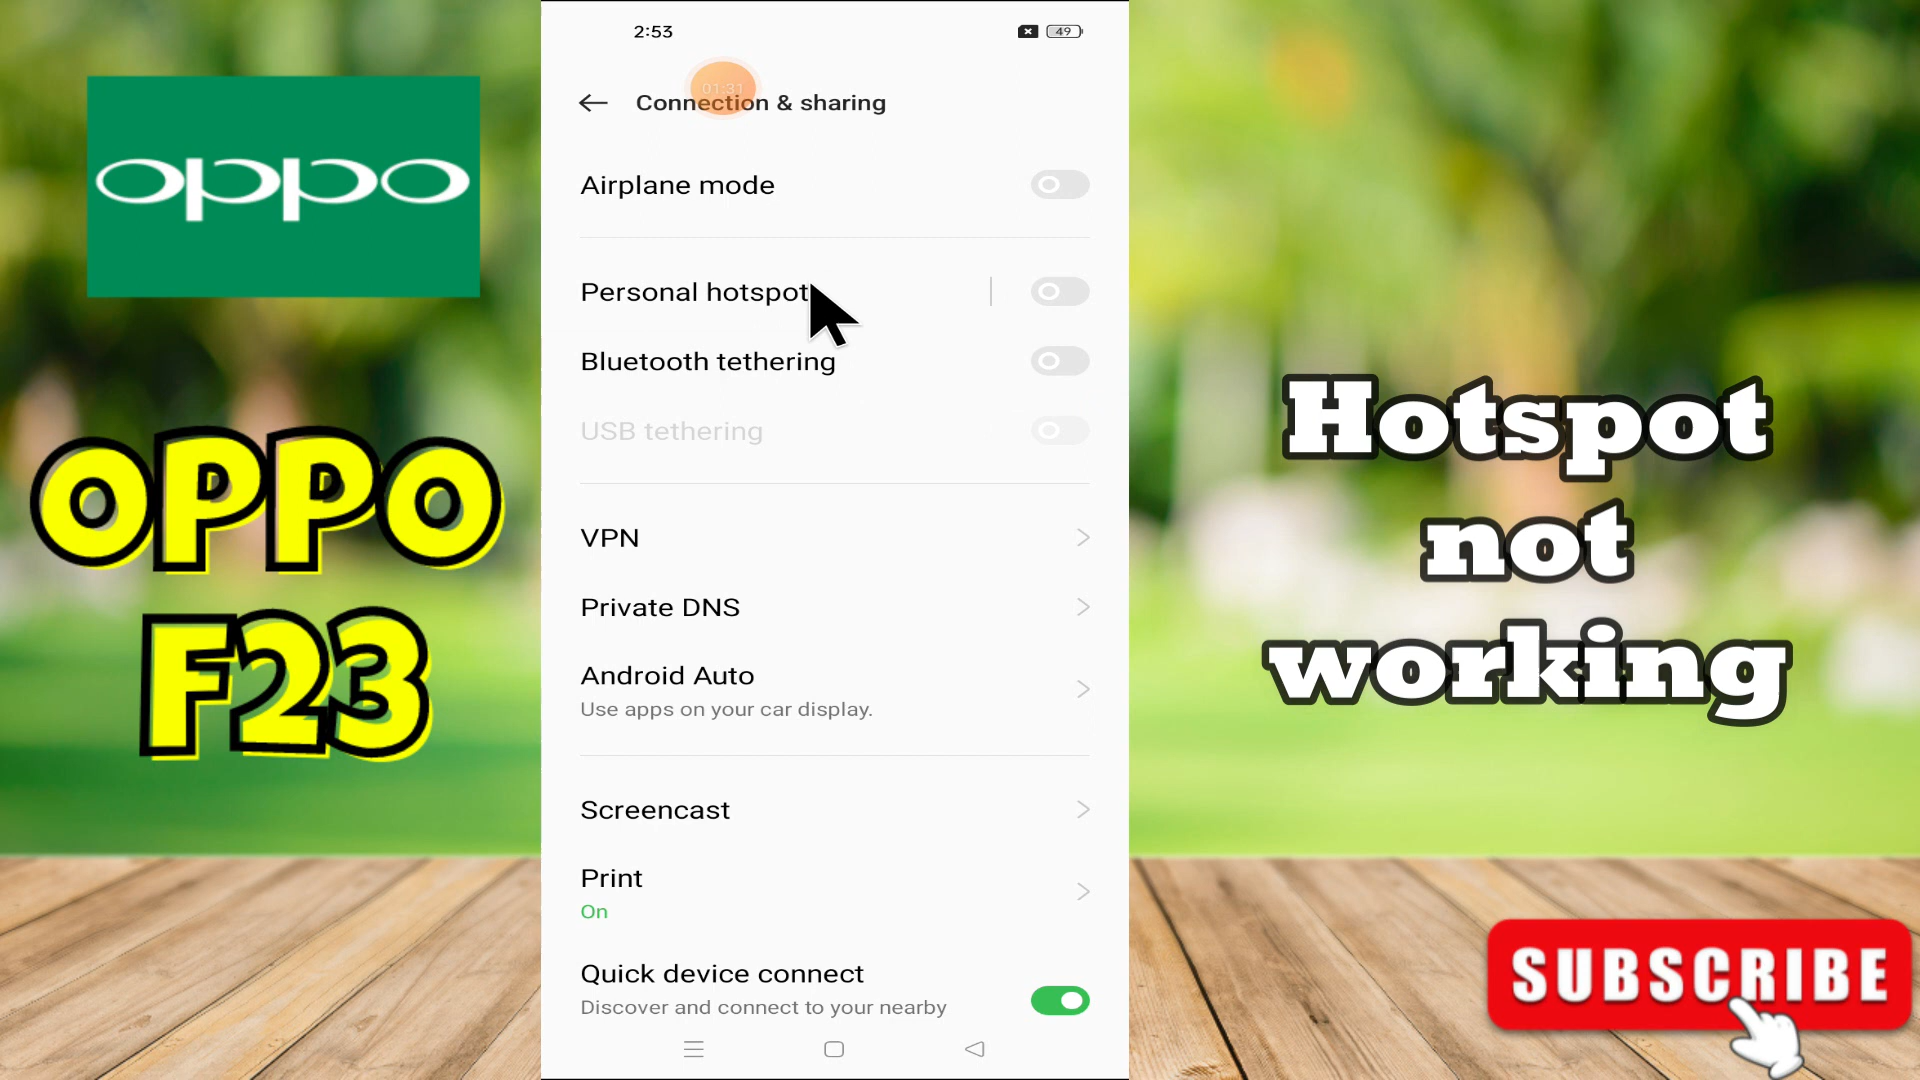 oppo
OPPO
F23
2:53
49
01:31
Connection & sharing
Airplane mode
Personal hotspot
Bluetooth tethering
USB tethering
VPN
Private DNS
Android Auto
Use apps on your car display.
Screencast
Print
On
Quick device connect
Discover and connect to your nearby
Hotspot
not
working
SUBSCRIBE